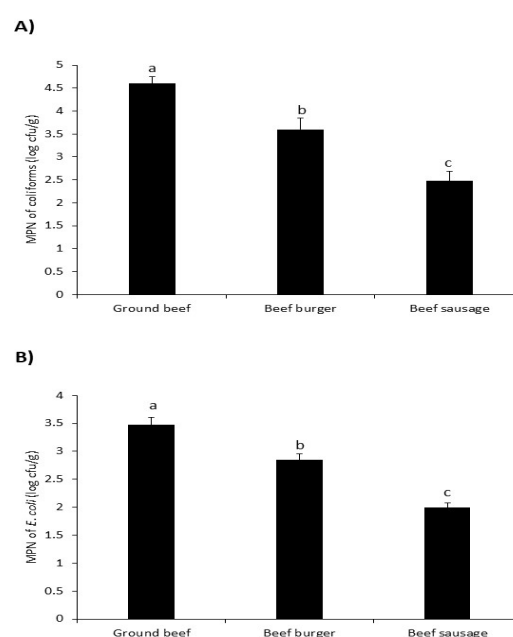 A)
MPN of coliforms (log cfu/g)
5
4.5
4
3.5
3
2.5
2
1.5
1
0.5
0
a
b
c
Ground beef
Beef burger
Beef sausage
B)
MPN of E. coli (log cfu/g)
4
3.5
3
2.5
2
1.5
1
0.5
0
a
b
c
Ground beef
Beef burger
Beef sausage